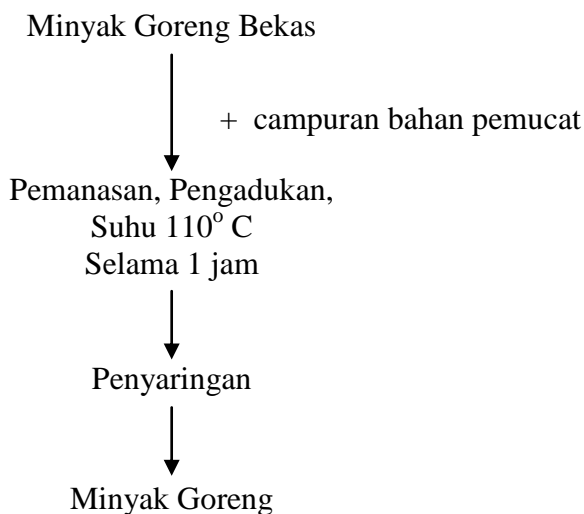 Minyak Goreng Bekas
+ campuran bahan pemucat
Pemanasan, Pengadukan,
Suhu 110° C
Selama 1 jam
Penyaringan
Minyak Goreng